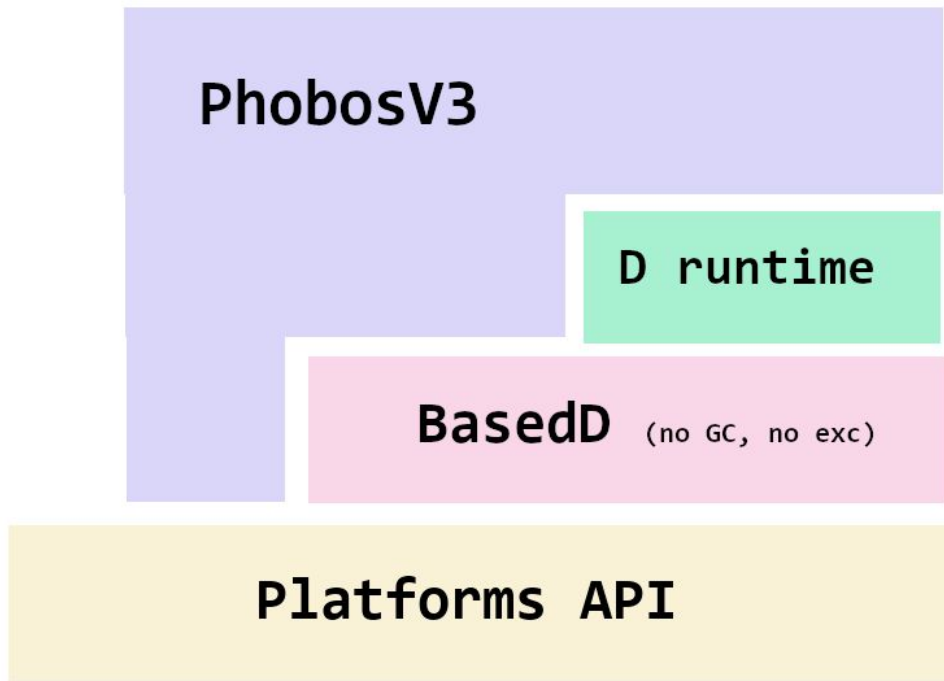 PhobosV3
D runtime
BasedD (no GC, no exc)
Platforms API